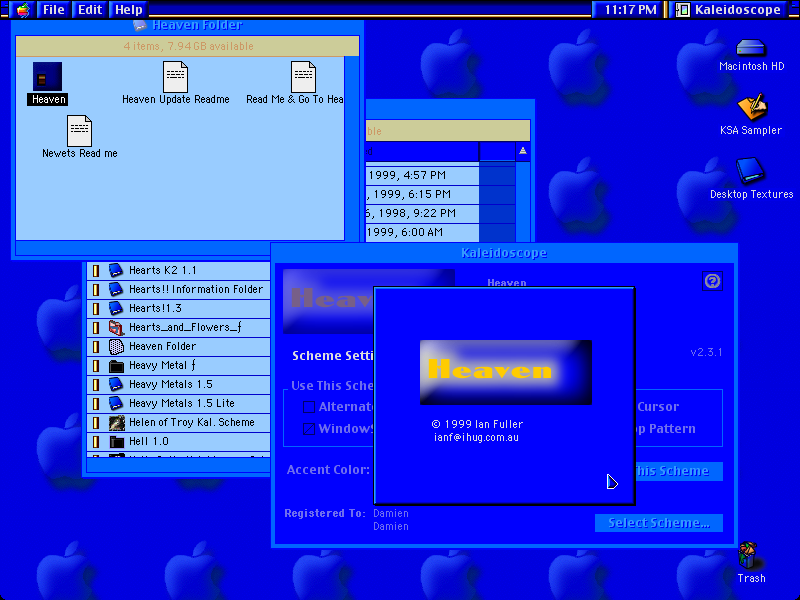 File Edit Help
11:17 PM
Kaleidoscope
Heaven Folder
4 items, 7.94 GB available
Heaven
Heaven Update Readme
Read Me & Go To Hea
Newets Read me
Macintosh HD
KSA Sampler
Desktop Textures
ble
1999, 4:57 PM
, 1999, 6:15 PM
6, 1998, 9:22 PM
1999, 6:00 AM
Hearts K2 1.1
Hearts!! Information Folder
Hearts!1.3
Hearts_and_Flowers_ƒ
Heaven Folder
Heavy Metal ƒ
Heavy Metals 1.5
Heavy Metals 1.5 Lite
Helen of Troy Kal. Scheme
Hell 1.0
Kaleidoscope
Heav
Heaven
v2.3.1
Scheme Setti
Use This Sche
Alternat
Window
Cursor
op Pattern
Accent Color:
his Scheme
Registered To: Damien
Damien
Select Scheme...
Heaven
© 1999 Ian Fuller
ianf@ihug.com.au
Trash